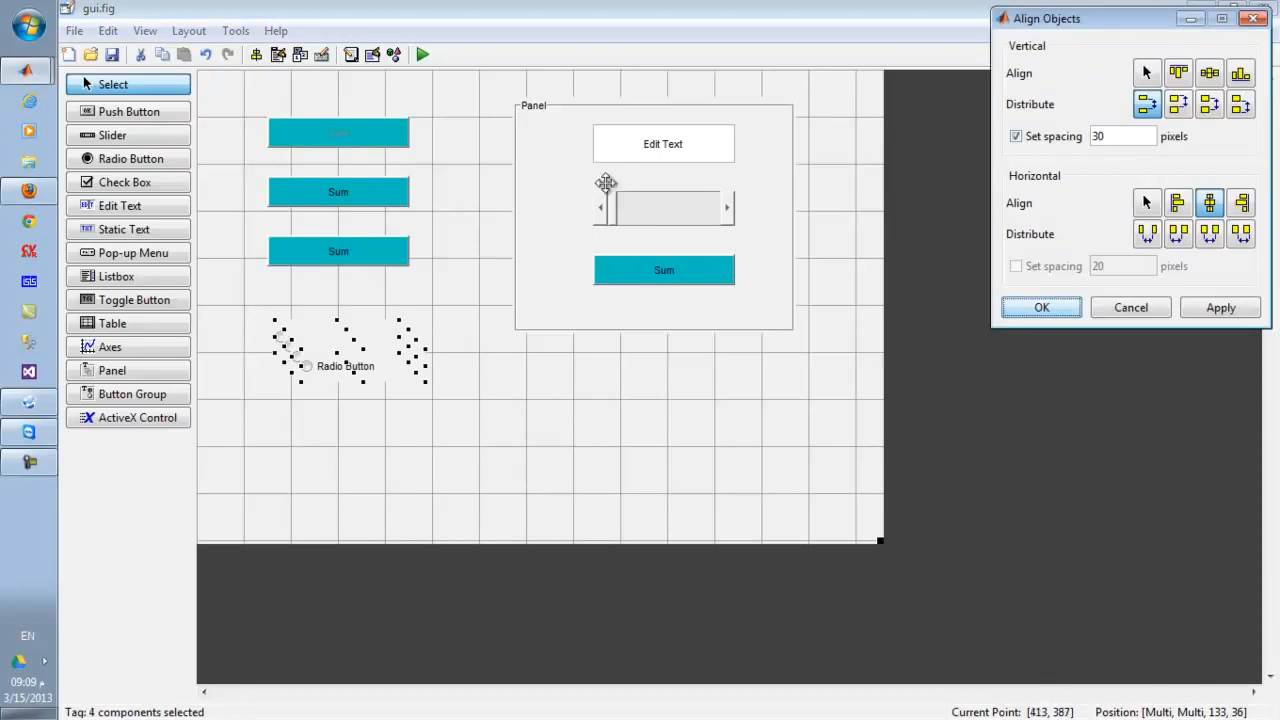 gui.fig
File Edit View Layout Tools Help
Select
Push Button
Slider
Radio Button
Check Box
Edit Text
Static Text
Pop-up Menu
Listbox
Toggle Button
Table
Axes
Panel
Button Group
ActiveX Control
Sum
Sum
Panel
Edit Text
Sum
Radio Button
Align Objects
Vertical
Align
Distribute
Set spacing 30 pixels
Horizontal
Align
Distribute
Set spacing 20 pixels
OK Cancel Apply
EN
09:09 م
3/15/2013
Tag: 4 components selected
Current Point: [413, 387]
Position: [Multi, Multi, 133, 36]